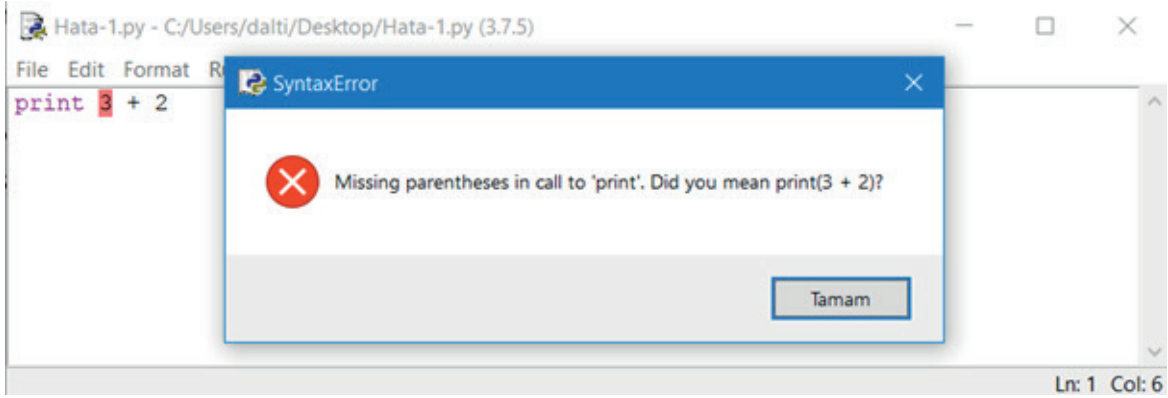 Hata-1.py - C:/Users/dalti/Desktop/Hata-1.py (3.7.5)
File Edit Format
SyntaxError
print 3 + 2
Missing parentheses in call to 'print'. Did you mean print(3 + 2)?
Tamam
Ln: 1 Col: 6